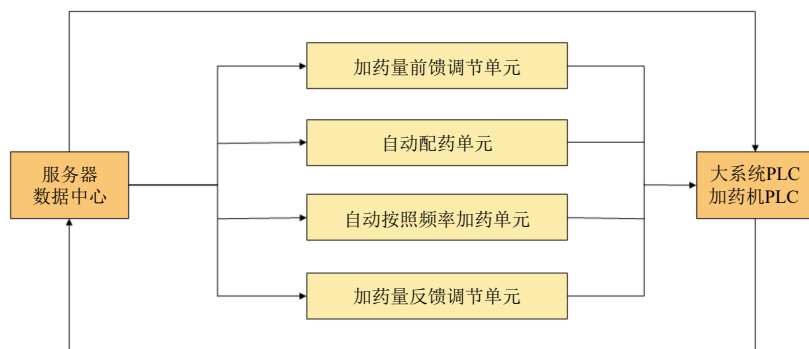 加药量前馈调节单元
自动配药单元
服务器
数据中心
大系统PLC
加药机PLC
自动按照频率加药单元
加药量反馈调节单元